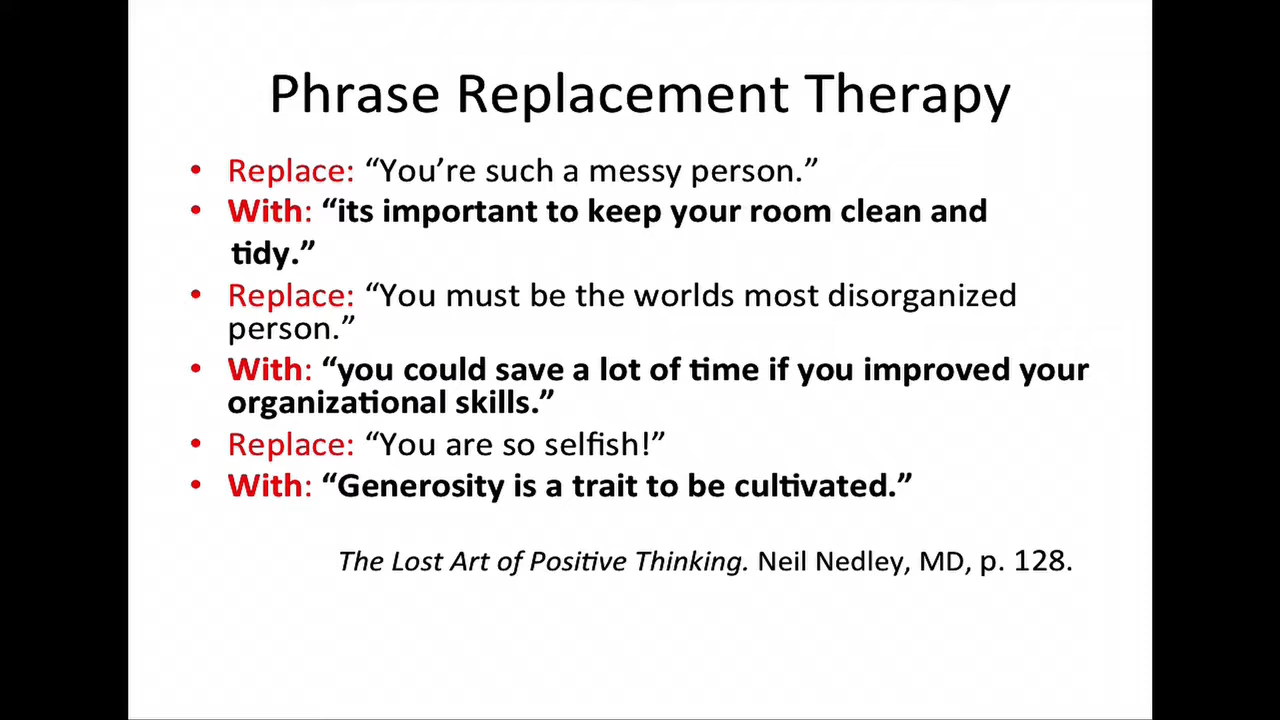 Phrase Replacement Therapy
• Replace: “You’re such a messy person.”
• With: “its important to keep your room clean and
tidy.”
• Replace: “You must be the worlds most disorganized
person.”
• With: “you could save a lot of time if you improved your
organizational skills.”
• Replace: “You are so selfish!”
• With: “Generosity is a trait to be cultivated.”
The Lost Art of Positive Thinking. Neil Nedley, MD, p. 128.